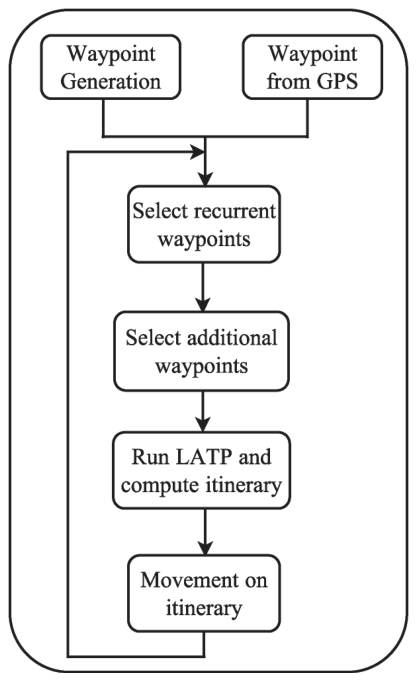 Waypoint
Generation
Waypoint
from GPS
Select recurrent
waypoints
Select additional
waypoints
Run LATP and
compute itinerary
Movement on
itinerary